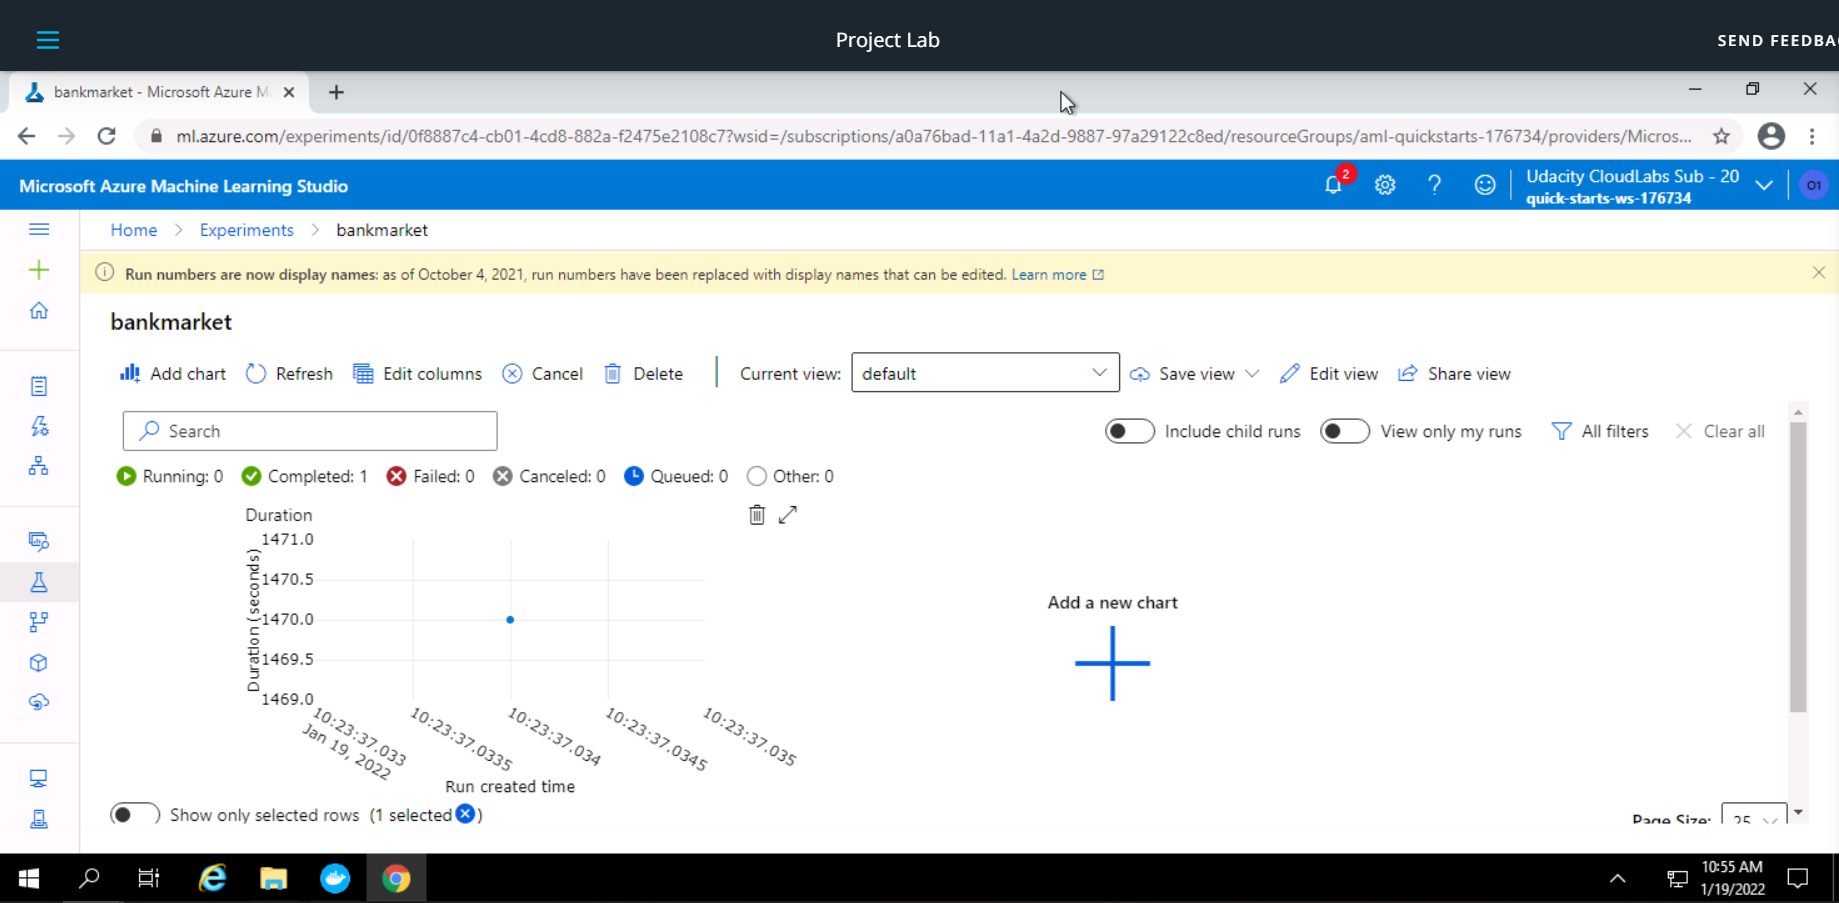 Project Lab
SEND FEEDBA
bankmarket - Microsoft Azure M
ml.azure.com/experiments/id/0f8887c4-cb01-4cd8-882a-f2475e2108c7?wsid=/subscriptions/a0a76bad-11a1-4a2d-9887-97a29122c8ed/resourceGroups/aml-quickstarts-176734/providers/Micros...
Microsoft Azure Machine Learning Studio
2
Udacity CloudLabs Sub - 20
quick-starts-ws-176734
O1
Home > Experiments > bankmarket
Run numbers are now display names: as of October 4, 2021, run numbers have been replaced with display names that can be edited. Learn more
bankmarket
Add chart Refresh Edit columns Cancel Delete Current view: default Save view Edit view Share view
Search
Include child runs View only my runs All filters Clear all
Running: 0 Completed: 1 Failed: 0 Canceled: 0 Queued: 0 Other: 0
Duration
Duration (seconds)
1471.0
1470.5
1470.0
1469.5
1469.0
10:23:37.033 10:23:37.0335 10:23:37.034 10:23:37.0345 10:23:37.035
Jan 19, 2022
Run created time
Add a new chart
Show only selected rows (1 selected )
Page Size: 25
10:55 AM
1/19/2022